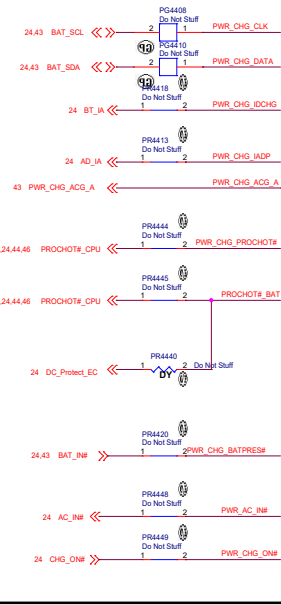 PG4408
Do Not Stuff
24,43 BAT_SCL 2 1 PWR_CHG_CLK
PG4410
Do Not Stuff
24,43 BAT_SDA 2 1 PWR_CHG_DATA
PR4418
Do Not Stuff
24 BT_IA 1 2 PWR_CHG_IDCHG
PR4413
Do Not Stuff
24 AD_IA 1 2 PWR_CHG_IADP
43 PWR_CHG_ACG_A PWR_CHG_ACG_A
PR4444
Do Not Stuff
,24,44,46 PROCHOT#_CPU 1 2 PWR_CHG_PROCHOT#
PR4445
Do Not Stuff
24,44,46 PROCHOT#_CPU 1 2 PROCHOT#_BAT
PR4440
24 DC_Protect_EC 1 2 Do Not Stuff
DY
PR4420
Do Not Stuff
24,43 BAT_IN# 1 2 PWR_CHG_BATPRES#
PR4448
Do Not Stuff
24 AC_IN# 1 2 PWR_AC_IN#
PR4449
Do Not Stuff
24 CHG_ON# 1 2 PWR_CHG_ON#